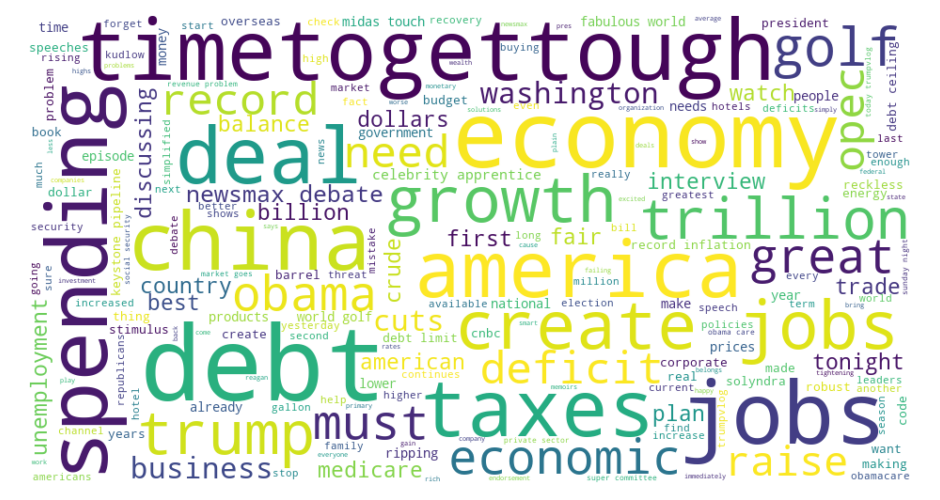 timetogettough
golf
economy
america
debt
jobs
taxes
china
spending
deal
create jobs
growth
trillion
trump
obama
deficit
great
must
economic
raise
need
record
opec
business
washington
cuts
billion
balance
dollars
newsmax debate
interview
watch
trade
tonight
plan
first
fair
crude
country
best
american
medicare
unemployment
discussing
celebrity apprentice
record inflation
time
speeches
rising
kudlow
forget
check
start
overseas
midas touch
recovery
fabulous world
buying
president
money
high
market
fact
even
budget
government
news
needs
hotels
people
deficits
simply
debt ceiling
last
tower
enough
federal
state
reckless
energy
greatest
really
bill
long
cause
excited
million
election
national
available
mistake
barrel
threat
debate
shows
better
next
simplified
episode
book
much
less
problem
problems
highs
revenue problem
newsmax
pres
average
wealth
monetary
worse
solutions
organization
deals
show
plain
today trumpvlog
dollar
security
companies
going
sure
investment
keystone pipeline
social security
says
market goes
increased
thing
stimulus
create
products
yesterday
world golf
second
debt limit
cnbc
continues
smart
failing
make
speech
term
year
every
world
bring
sunday night
obama care
policies
prices
corporate
rates
lower
higher
real
current
tightening
belongs
solyndra
made
robust
leaders
another
season
code
republicans
hotel
already
years
channel
play
work
americans
back
come
reagan
gallon
help
primary
family
everyone
stop
gain
ripping
rich
company
private sector
endorsement
memoirs
super committee
find
increase
immediately
happy
trumpvlog
want
making
obamacare